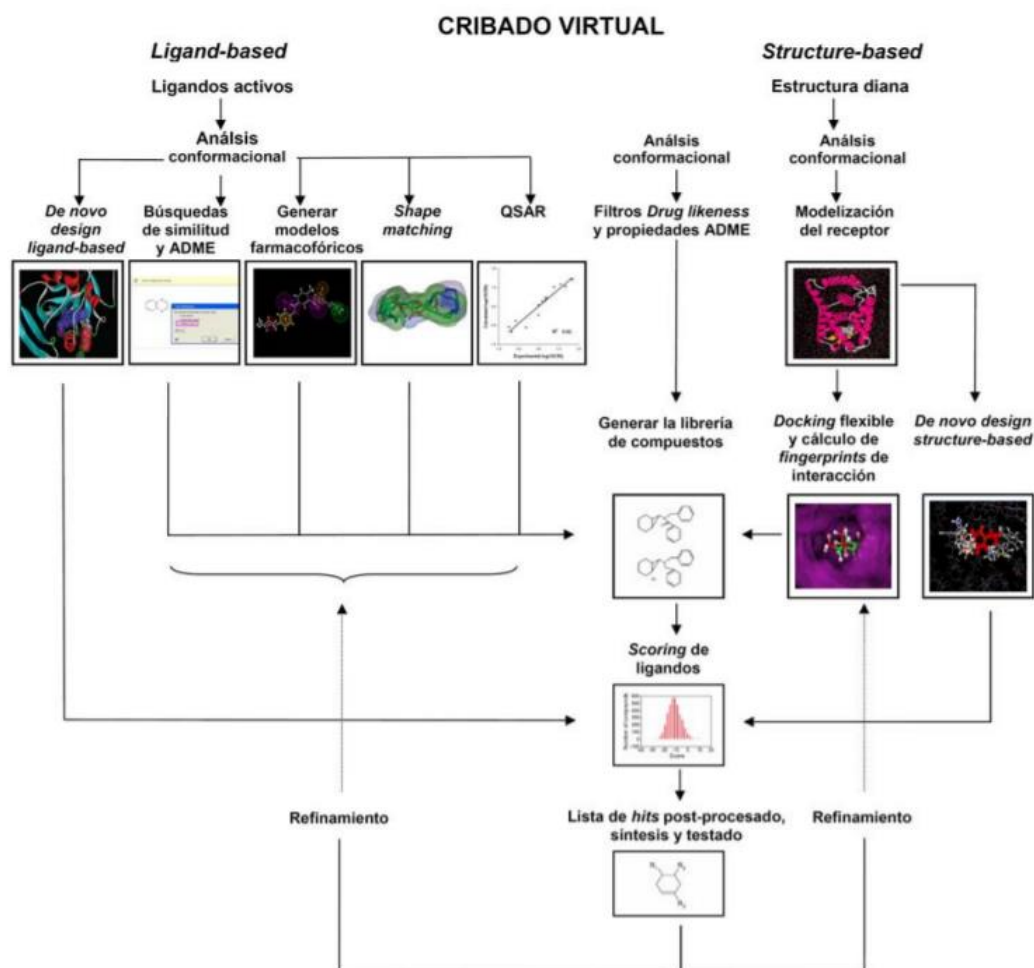 CRIBADO VIRTUAL
Ligand-based
Structure-based
Ligandos activos
Estructura diana
Análsis
conformacional
Análsis
conformacional
Análsis
conformacional
De novo
design
ligand-based
Búsquedas
de similitud
y ADME
Generar
modelos
farmacofóricos
Shape
matching
QSAR
Filtros Drug likeness
y propiedades ADME
Modelización
del receptor
Generar la librería
de compuestos
Docking flexible
y cálculo de
fingerprints de
interacción
De novo design
structure-based
Scoring de
ligandos
Refinamiento
Lista de hits post-procesado,
síntesis y testado
Refinamiento